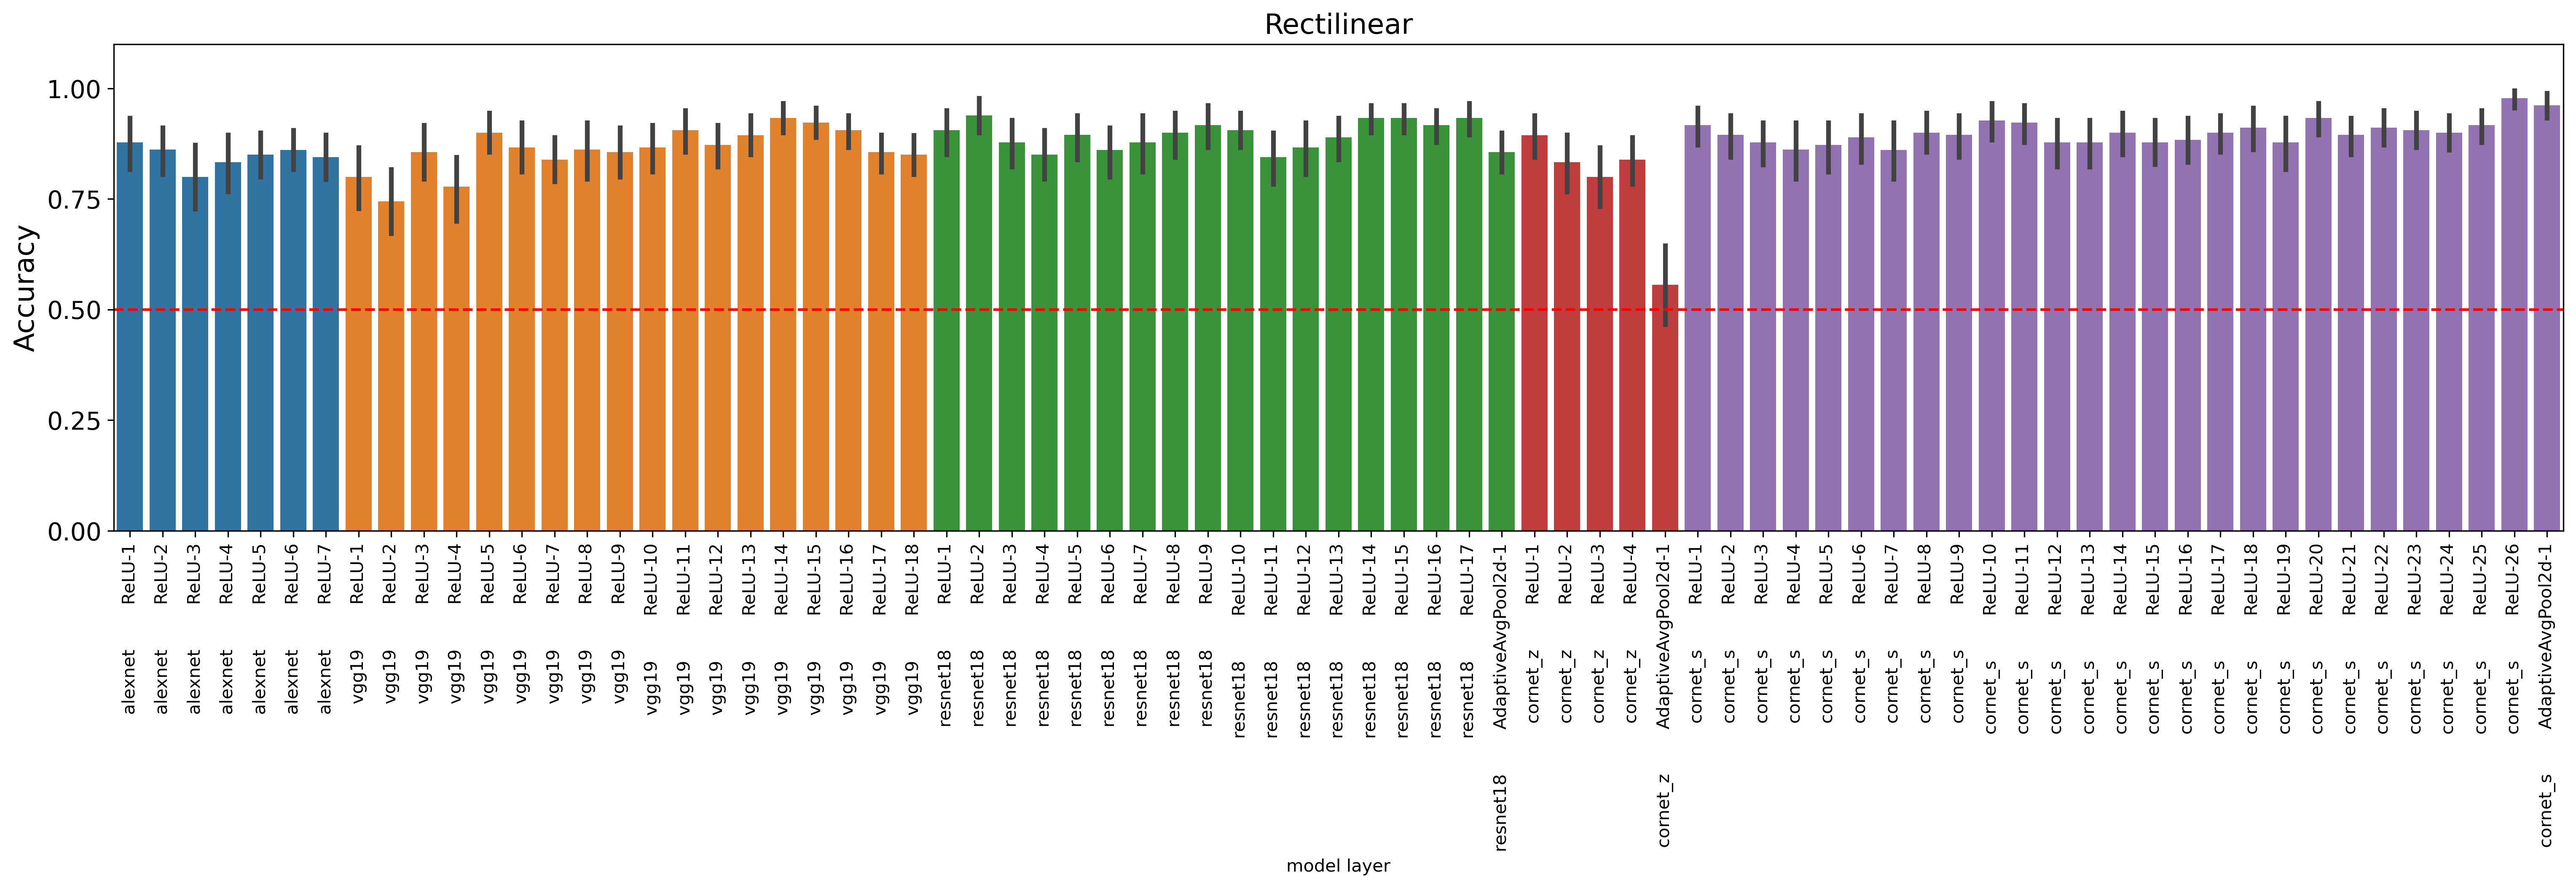 Rectilinear
Accuracy
1.00
0.75
0.50
0.25
0.00
ReLU-1 alexnet
ReLU-2 alexnet
ReLU-3 alexnet
ReLU-4 alexnet
ReLU-5 alexnet
ReLU-6 alexnet
ReLU-7 alexnet
ReLU-1 vgg19
ReLU-2 vgg19
ReLU-3 vgg19
ReLU-4 vgg19
ReLU-5 vgg19
ReLU-6 vgg19
ReLU-7 vgg19
ReLU-8 vgg19
ReLU-9 vgg19
ReLU-10 vgg19
ReLU-11 vgg19
ReLU-12 vgg19
ReLU-13 vgg19
ReLU-14 vgg19
ReLU-15 vgg19
ReLU-16 vgg19
ReLU-17 vgg19
ReLU-18 vgg19
ReLU-1 resnet18
ReLU-2 resnet18
ReLU-3 resnet18
ReLU-4 resnet18
ReLU-5 resnet18
ReLU-6 resnet18
ReLU-7 resnet18
ReLU-8 resnet18
ReLU-9 resnet18
ReLU-10 resnet18
ReLU-11 resnet18
ReLU-12 resnet18
ReLU-13 resnet18
ReLU-14 resnet18
ReLU-15 resnet18
ReLU-16 resnet18
ReLU-17 resnet18
AdaptiveAvgPool2d-1 resnet18
ReLU-1 cornet_z
ReLU-2 cornet_z
ReLU-3 cornet_z
ReLU-4 cornet_z
AdaptiveAvgPool2d-1 cornet_z
ReLU-1 cornet_s
ReLU-2 cornet_s
ReLU-3 cornet_s
ReLU-4 cornet_s
ReLU-5 cornet_s
ReLU-6 cornet_s
ReLU-7 cornet_s
ReLU-8 cornet_s
ReLU-9 cornet_s
ReLU-10 cornet_s
ReLU-11 cornet_s
ReLU-12 cornet_s
ReLU-13 cornet_s
ReLU-14 cornet_s
ReLU-15 cornet_s
ReLU-16 cornet_s
ReLU-17 cornet_s
ReLU-18 cornet_s
ReLU-19 cornet_s
ReLU-20 cornet_s
ReLU-21 cornet_s
ReLU-22 cornet_s
ReLU-23 cornet_s
ReLU-24 cornet_s
ReLU-25 cornet_s
ReLU-26 cornet_s
AdaptiveAvgPool2d-1 cornet_s
model layer